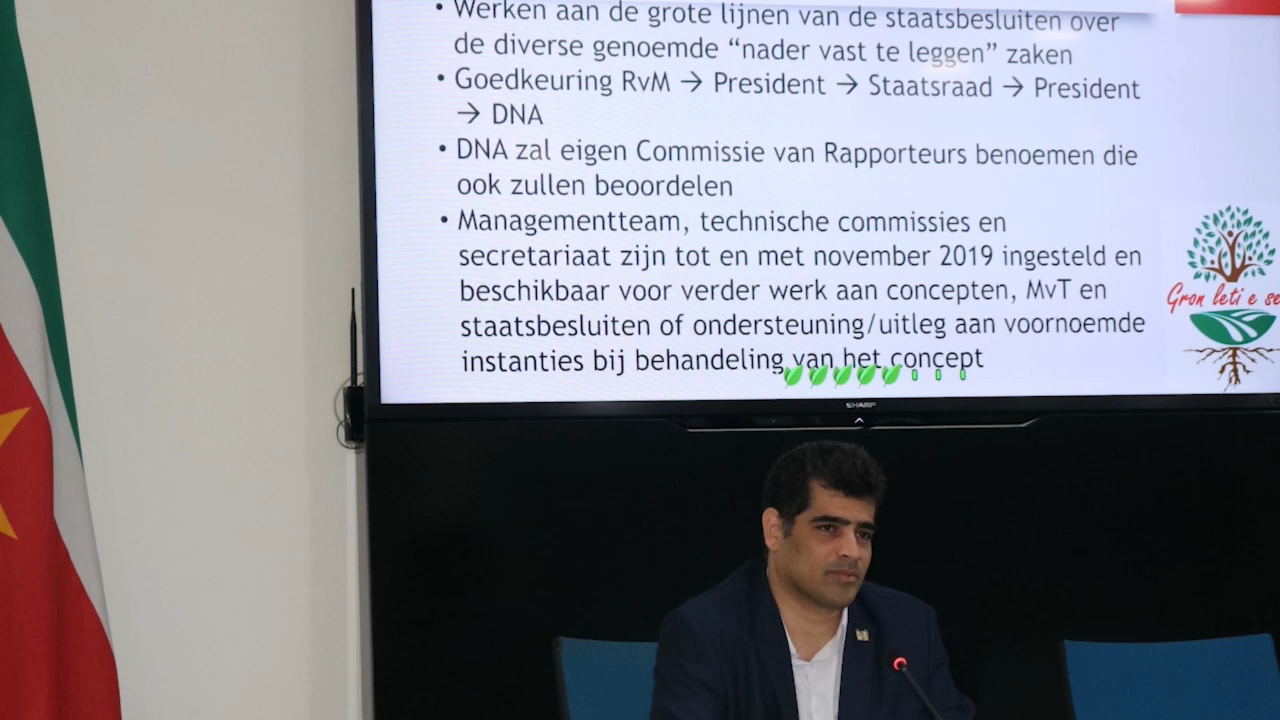 • Werken aan de grote lijnen van de staatsbesluiten over
de diverse genoemde “nader vast te leggen” zaken
• Goedkeuring RvM → President → Staatsraad → President
→ DNA
• DNA zal eigen Commissie van Rapporteurs benoemen die
ook zullen beoordelen
• Managementteam, technische commissies en
secretariaat zijn tot en met november 2019 ingesteld en
beschikbaar voor verder werk aan concepten, MvT en
staatsbesluiten of ondersteuning/uitleg aan voornoemde
instanties bij behandeling van het concept
Gron leti e
SHARP